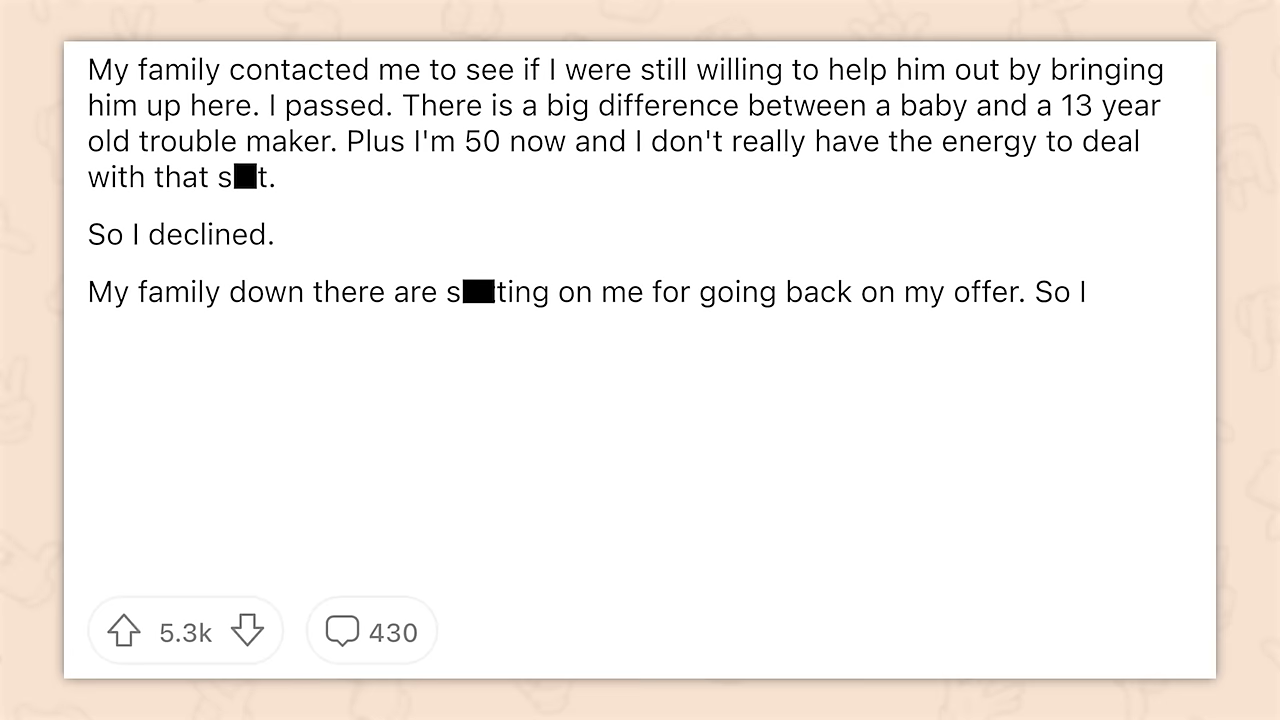 My family contacted me to see if I were still willing to help him out by bringing
him up here. I passed. There is a big difference between a baby and a 13 year
old trouble maker. Plus I'm 50 now and I don't really have the energy to deal
with that s█t.
So I declined.
My family down there are s█ting on me for going back on my offer. So I
5.3k 430